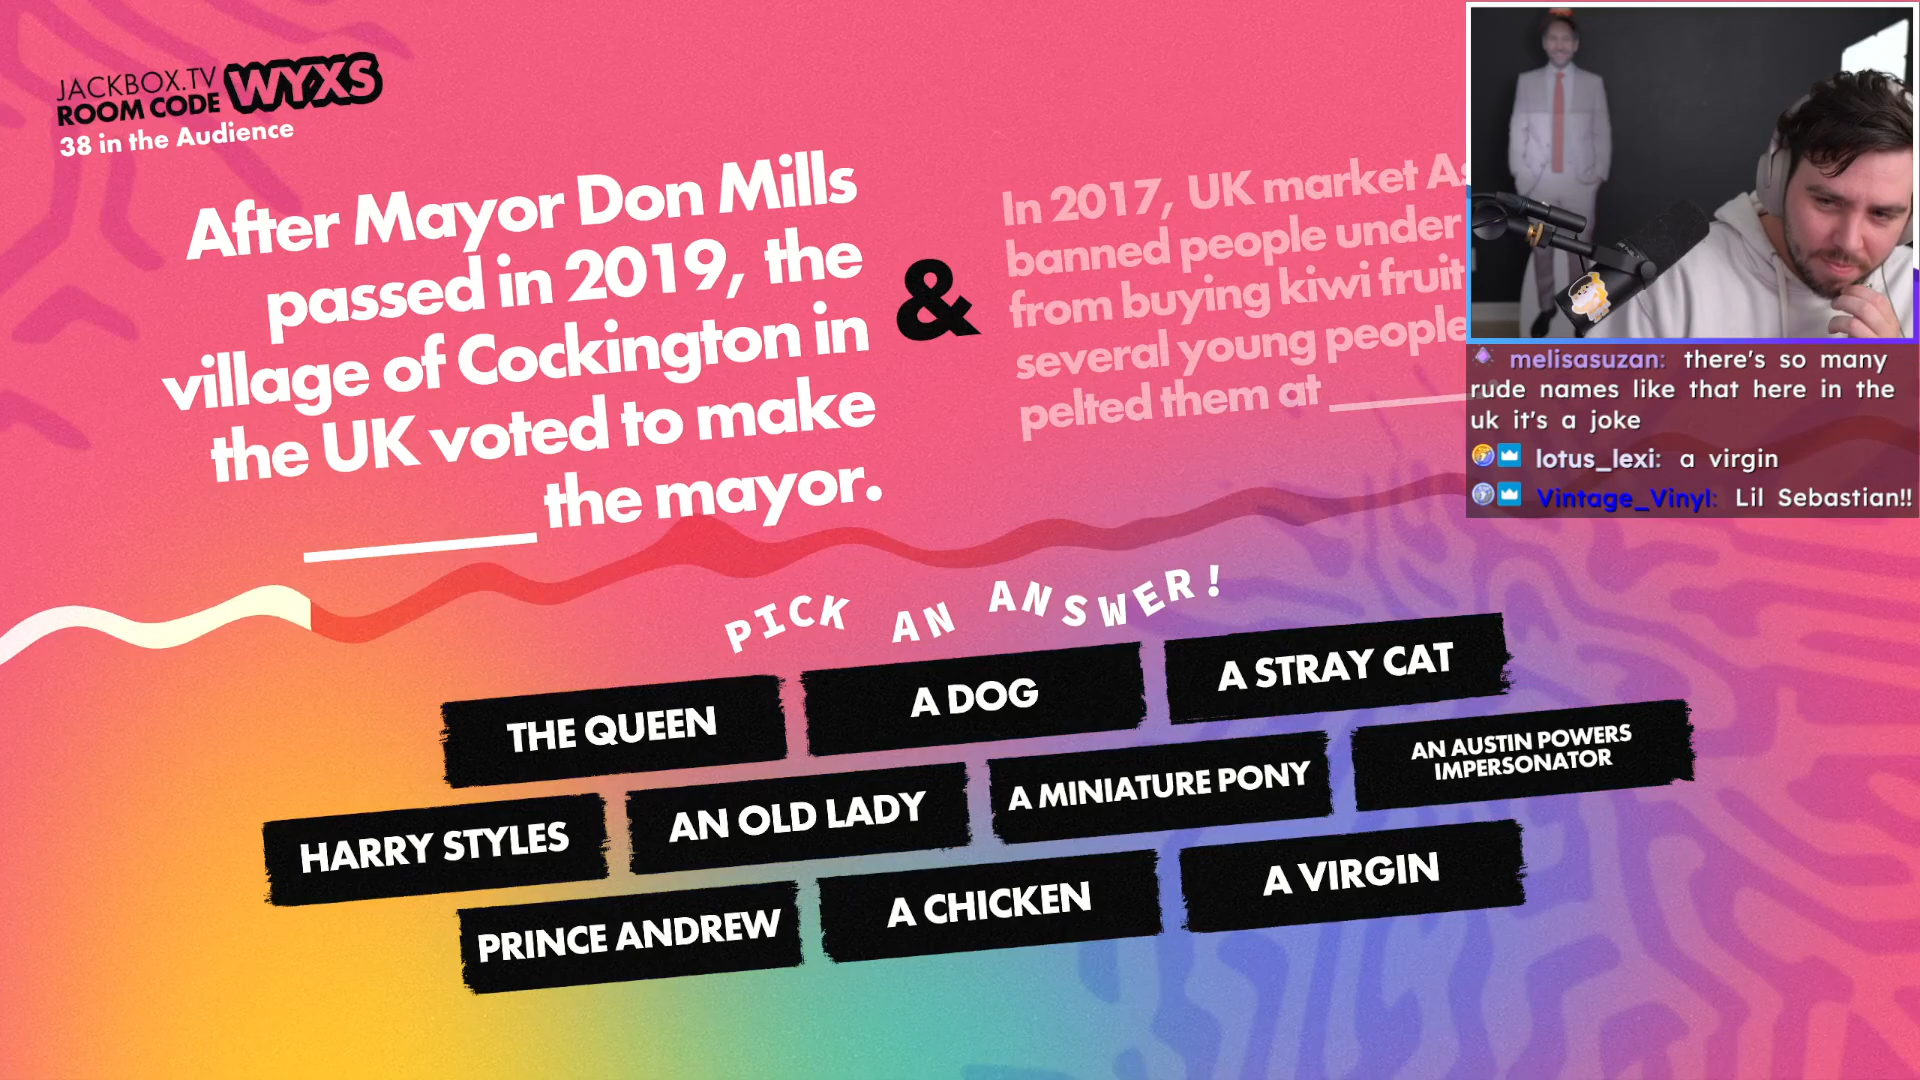 JACKBOX.TV
ROOM CODE WYXS
38 in the Audience
After Mayor Don Mills
passed in 2019, the
village of Cockington in
the UK voted to make
______ the mayor.
&
In 2017, UK market
banned people under
from buying kiwi fruit
several young people
pelted them at ______
melisasuzan: there's so many
rude names like that here in the
uk it's a joke
lotus_lexi: a virgin
Vintage_Vinyl: Lil Sebastian!!
PICK AN ANSWER!
THE QUEEN
A DOG
A STRAY CAT
HARRY STYLES
AN OLD LADY
A MINIATURE PONY
AN AUSTIN POWERS
IMPERSONATOR
PRINCE ANDREW
A CHICKEN
A VIRGIN